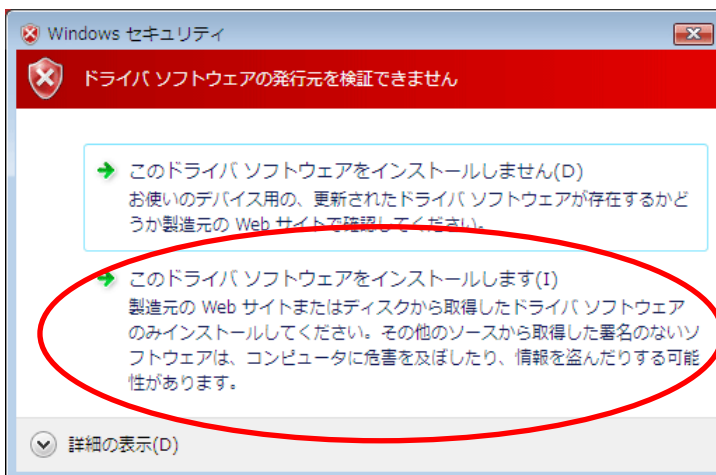 Windows セキュリティ
ドライバ ソフトウェアの発行元を検証できません
このドライバ ソフトウェアをインストールしません(D)
お使いのデバイス用の、更新されたドライバ ソフトウェアが存在するかど
うか製造元の Web サイトで確認してください。
このドライバ ソフトウェアをインストールします(I)
製造元の Web サイトまたはディスクから取得したドライバ ソフトウェア
のみインストールしてください。その他のソースから取得した署名のないソ
フトウェアは、コンピュータに危害を及ぼしたり、情報を盗んだりする可能
性があります。
詳細の表示(D)